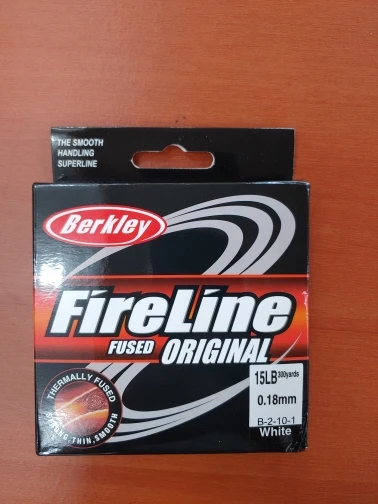 THE SMOOTH
HANDLING
SUPERLINE
Berkley
FireLine
FUSED ORIGINAL
THERMALLY FUSED
STRONG, THIN, SMOOTH
15LB 300yards
0.18mm
B-2-10-1
White